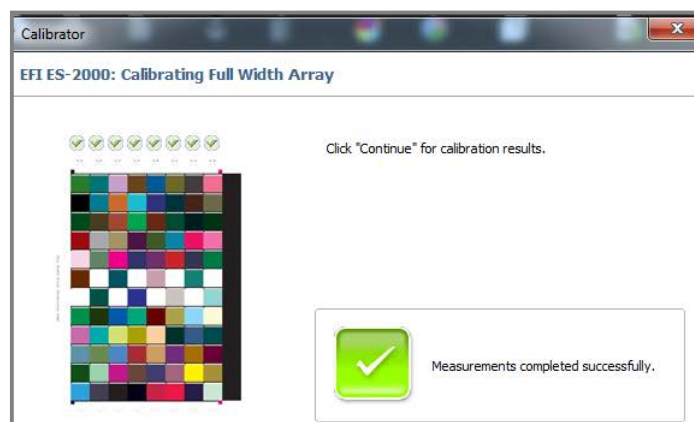 Calibrator
EFI ES-2000: Calibrating Full Width Array
Click "Continue" for calibration results.
Measurements completed successfully.